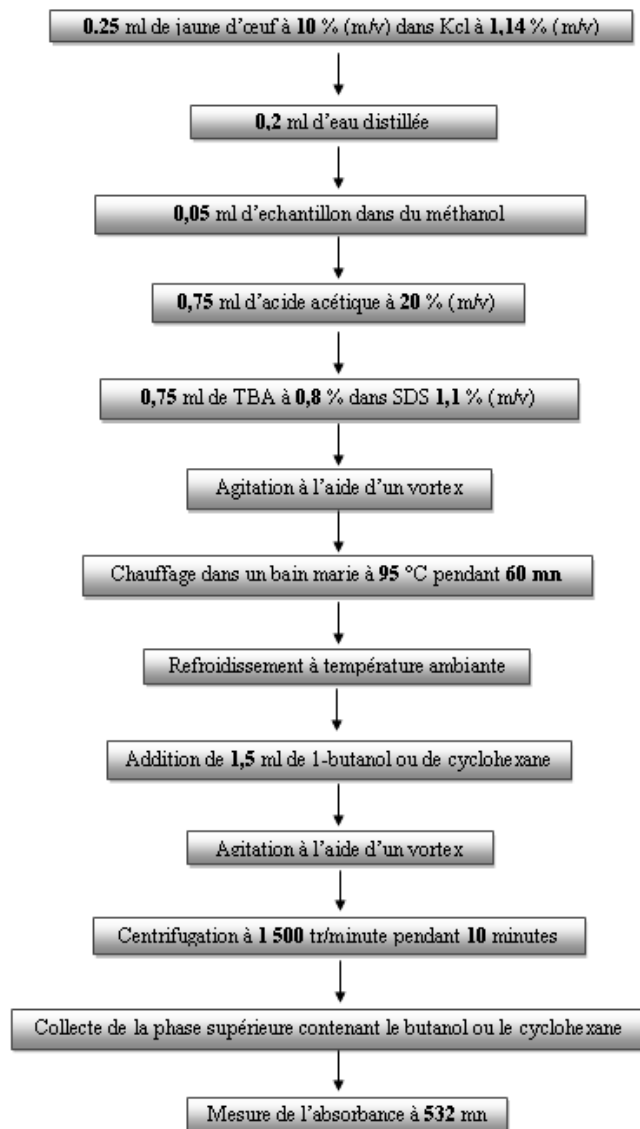 0.25 ml de jaune d’œuf à 10 % (m/v) dans Kcl à 1,14 % (m/v)
0,2 ml d’eau distillée
0,05 ml d’echantillon dans du méthanol
0,75 ml d’acide acétique à 20 % (m/v)
0,75 ml de TBA à 0,8 % dans SDS 1,1 % (m/v)
Agitation à l’aide d’un vortex
Chauffage dans un bain marie à 95 °C pendant 60 mn
Refroidissement à température ambiante
Addition de 1,5 ml de 1-butanol ou de cyclohexane
Agitation à l’aide d’un vortex
Centrifugation à 1 500 tr/minute pendant 10 minutes
Collecte de la phase supérieure contenant le butanol ou le cyclohexane
Mesure de l’absorbance à 532 mn